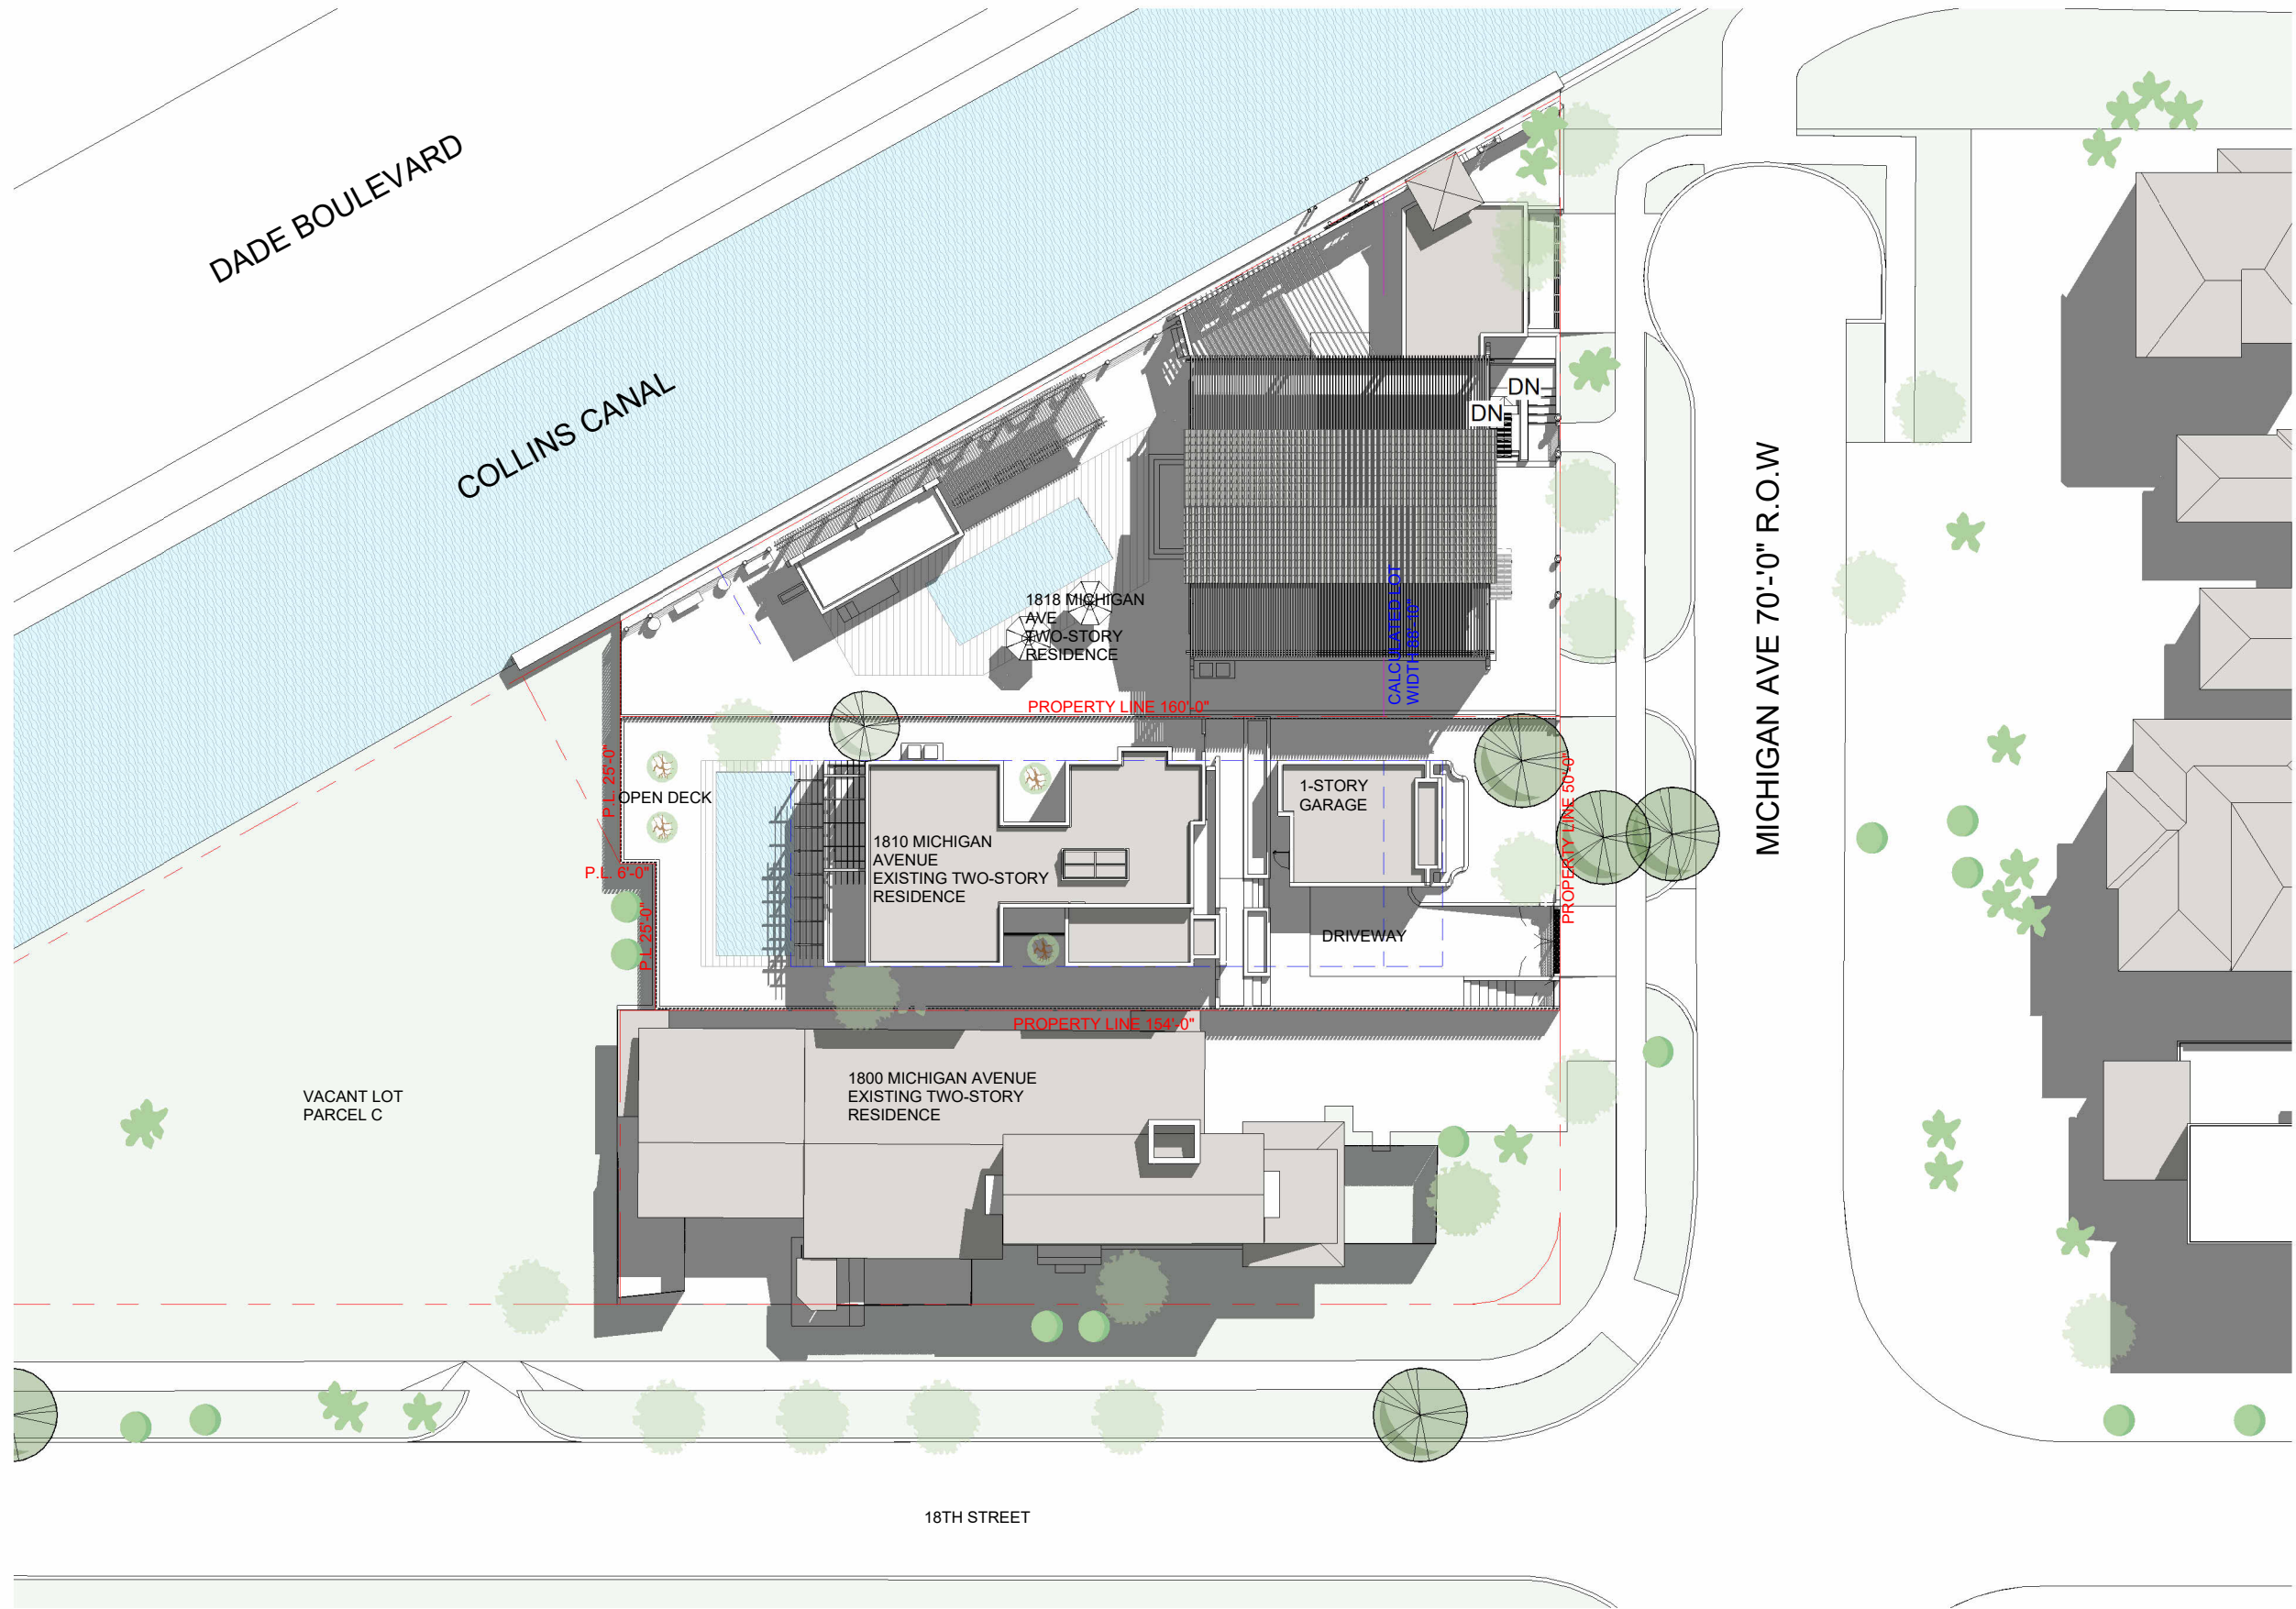 DADE BOULEVARD
COLLINS CANAL
DN
DN
MICHIGAN AVE 70'-'0" R.O.W
1818 MICHIGAN
AVE
TWO-STORY
RESIDENCE
CALCULATED LOT
WIDTH 88'-10"
PROPERTY LINE 160'-0"
P.L. 25'-0"
OPEN DECK
1-STORY
GARAGE
PROPERTY LINE 50'-0"
1810 MICHIGAN
AVENUE
EXISTING TWO-STORY
RESIDENCE
P.L. 6'-0"
P.L. 25'-0"
DRIVEWAY
PROPERTY LINE 154'-0"
VACANT LOT
PARCEL C
1800 MICHIGAN AVENUE
EXISTING TWO-STORY
RESIDENCE
18TH STREET